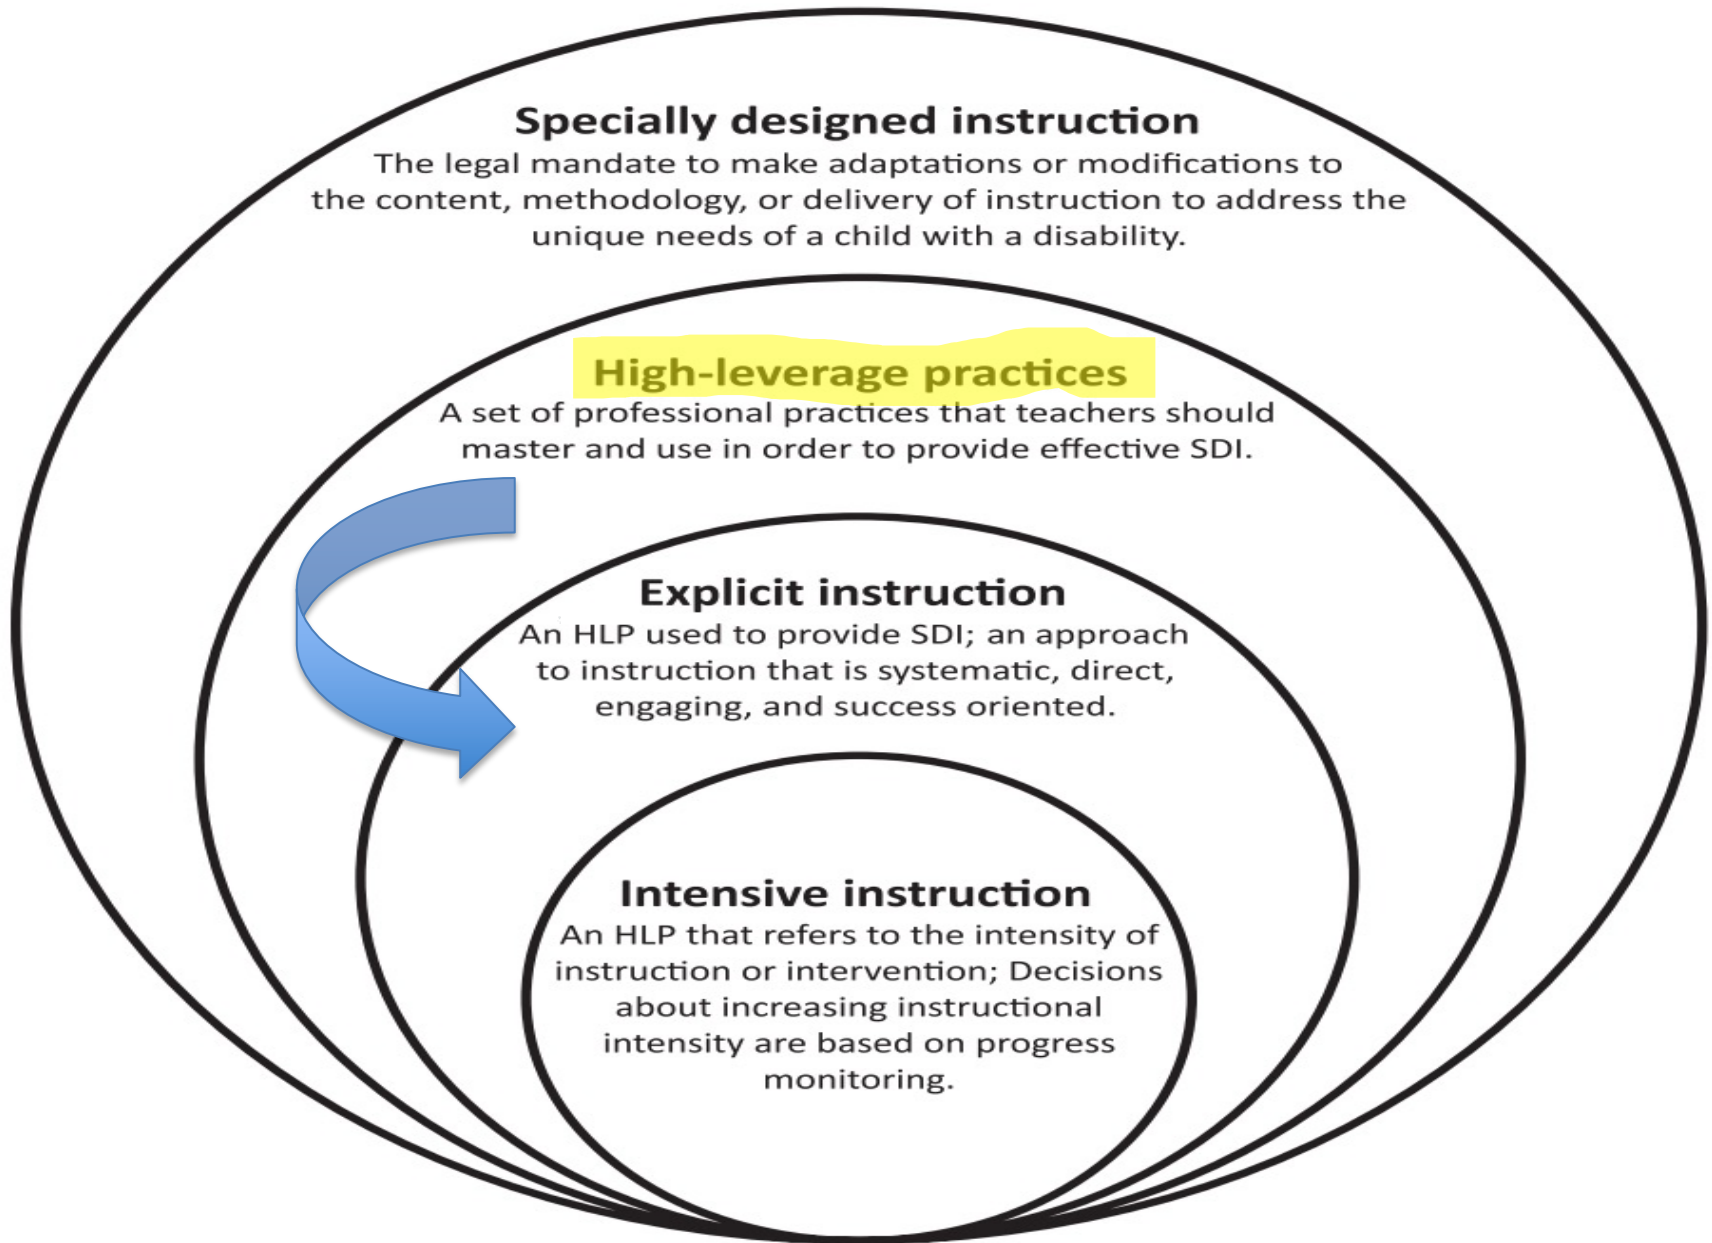 Specially designed instruction
The legal mandate to make adaptations or modifications to
the content, methodology, or delivery of instruction to address the
unique needs of a child with a disability.
High-leverage practices
A set of professional practices that teachers should
master and use in order to provide effective SDI.
Explicit instruction
An HLP used to provide SDI; an approach
to instruction that is systematic, direct,
engaging, and success oriented.
Intensive instruction
An HLP that refers to the intensity of
instruction or intervention; Decisions
about increasing instructional
intensity are based on progress
monitoring.